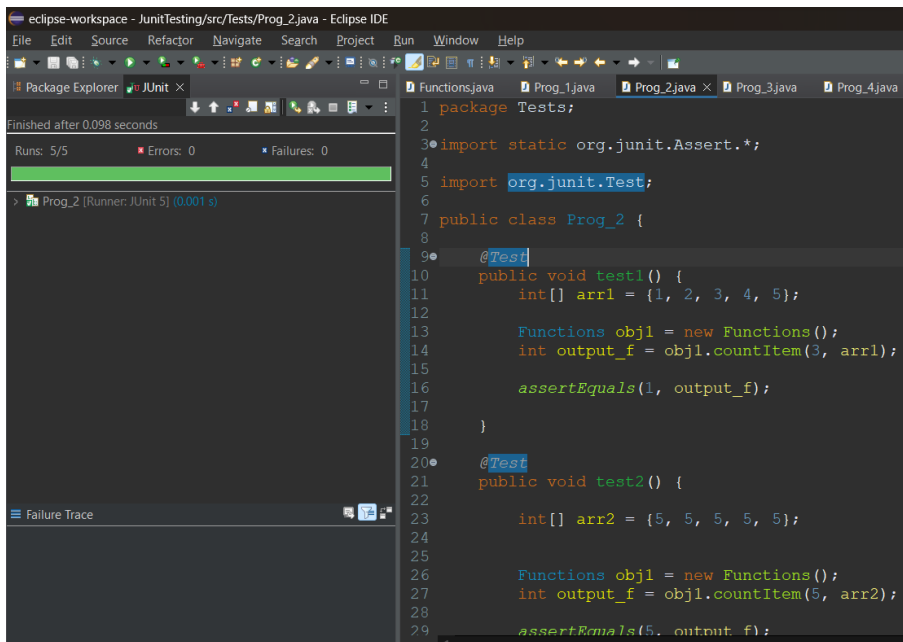 eclipse-workspace - JunitTesting/src/Tests/Prog_2.java - Eclipse IDE
File Edit Source Refactor Navigate Search Project Run Window Help
Package Explorer JUnit ×
Finished after 0.098 seconds
Runs: 5/5 Errors: 0 Failures: 0
Prog_2 [Runner: JUnit 5] (0.001 s)
Failure Trace
Functions.java Prog_1.java Prog_2.java × Prog_3.java Prog_4.java
1 package Tests;
2
3 import static org.junit.Assert.*;
4
5 import org.junit.Test;
6
7 public class Prog_2 {
8
9 @Test
10 public void test1() {
11 int[] arr1 = {1, 2, 3, 4, 5};
12
13 Functions obj1 = new Functions();
14 int output_f = obj1.countItem(3, arr1);
15
16 assertEquals(1, output_f);
17
18 }
19
20 @Test
21 public void test2() {
22
23 int[] arr2 = {5, 5, 5, 5, 5};
24
25
26 Functions obj1 = new Functions();
27 int output_f = obj1.countItem(5, arr2);
28
29 assertEquals(5, output_f);